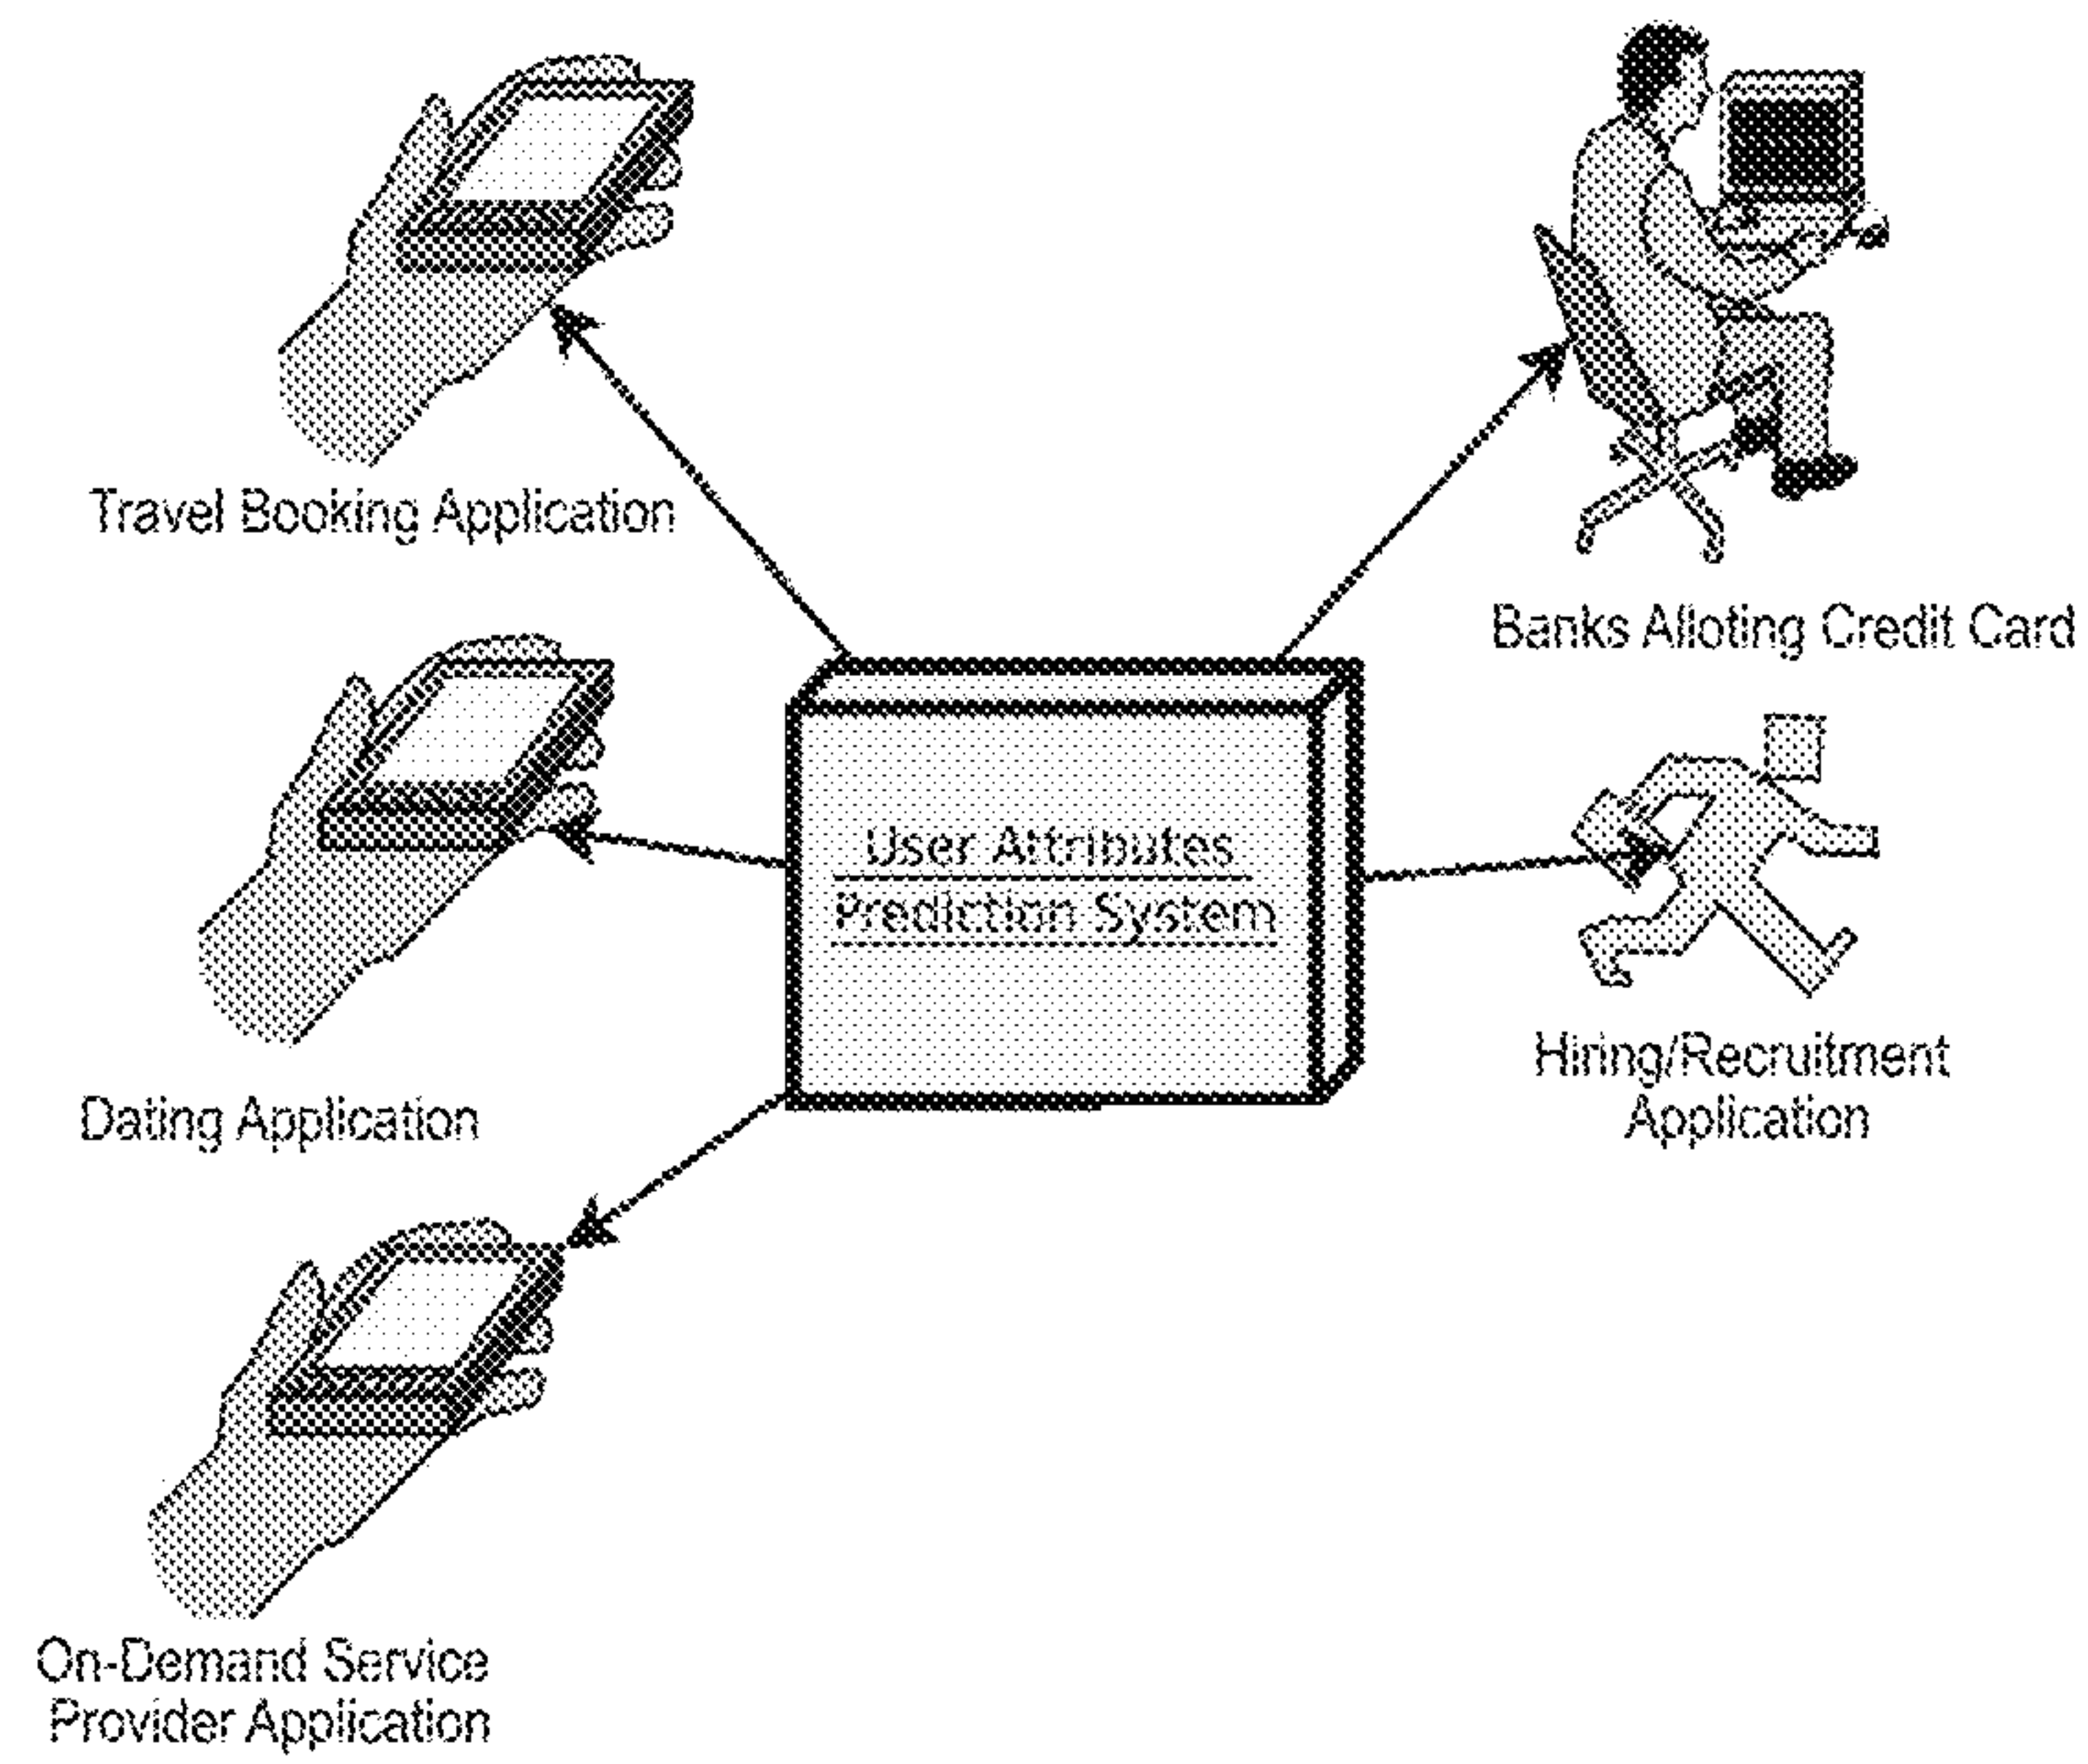 Travel Booking Application
Banks Alloting Credit Card
User Attributes
Prediction System
Hiring/Recruitment
Application
Dating Application
On-Demand Service
Provider Application